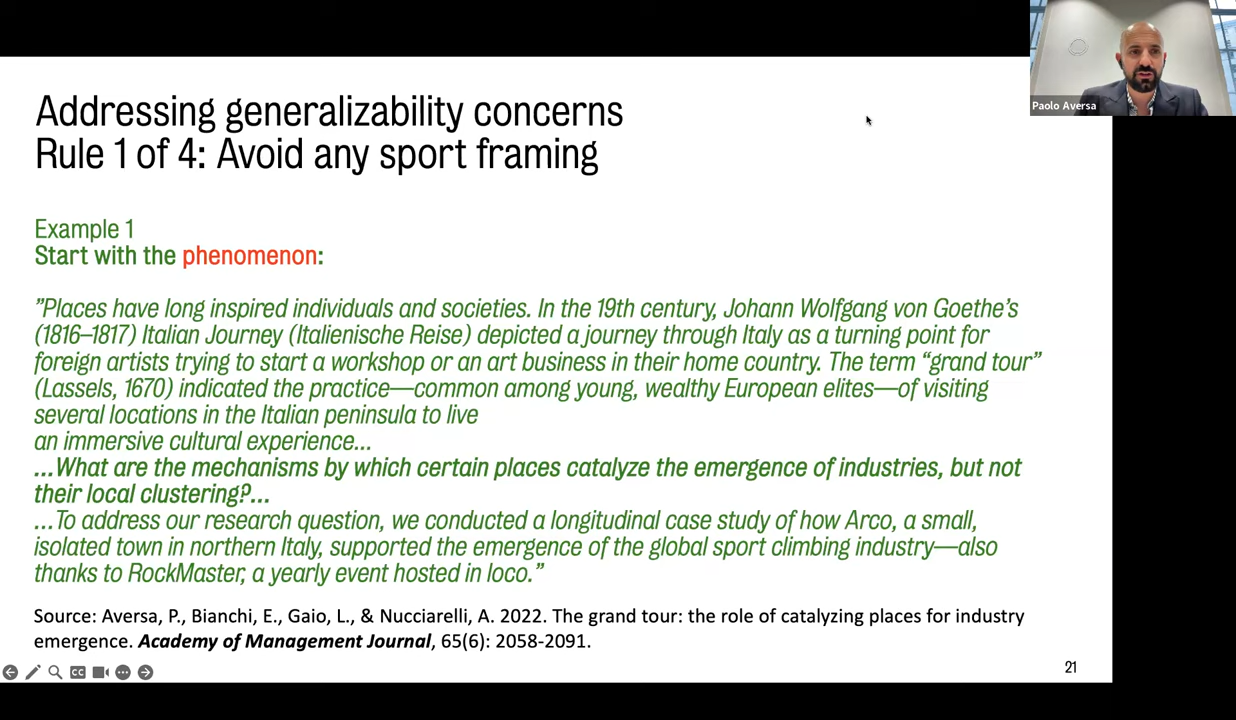 Paolo Aversa
Addressing generalizability concerns
Rule 1 of 4: Avoid any sport framing
Example 1
Start with the phenomenon:
”Places have long inspired individuals and societies. In the 19th century, Johann Wolfgang von Goethe’s
(1816–1817) Italian Journey (Italienische Reise) depicted a journey through Italy as a turning point for
foreign artists trying to start a workshop or an art business in their home country. The term “grand tour”
(Lassels, 1670) indicated the practice—common among young, wealthy European elites—of visiting
several locations in the Italian peninsula to live
an immersive cultural experience...
...What are the mechanisms by which certain places catalyze the emergence of industries, but not
their local clustering?...
...To address our research question, we conducted a longitudinal case study of how Arco, a small,
isolated town in northern Italy, supported the emergence of the global sport climbing industry—also
thanks to RockMaster, a yearly event hosted in loco.”
Source: Aversa, P., Bianchi, E., Gaio, L., & Nucciarelli, A. 2022. The grand tour: the role of catalyzing places for industry
emergence. Academy of Management Journal, 65(6): 2058-2091.
CC
21